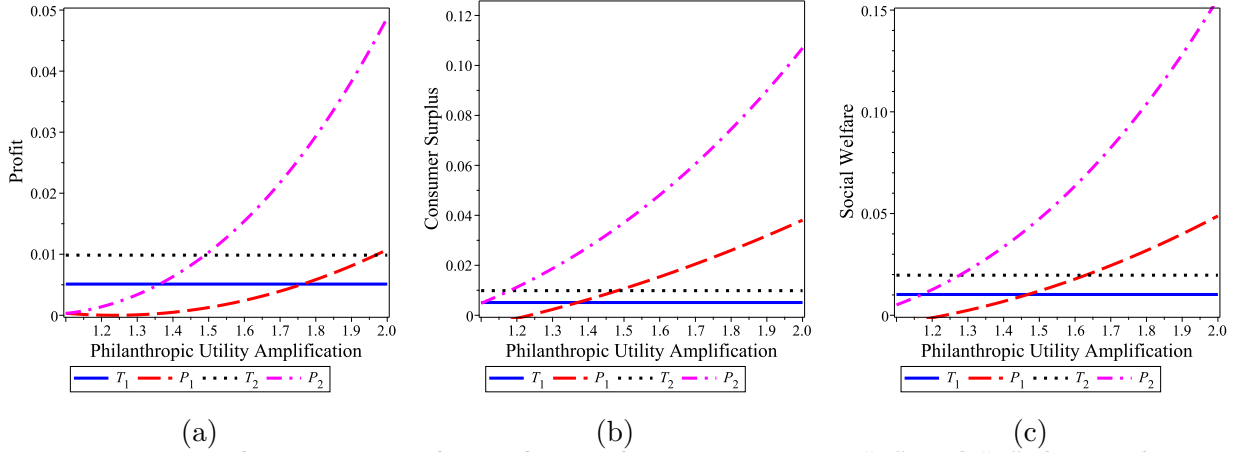 0.05
0.04
0.03
0.02
0.01
0
Profit
1.2 1.3 1.4 1.5 1.6 1.7 1.8 1.9 2.0
Philanthropic Utility Amplification
T1 P1 T2 P2
(a)
0.12
0.10
0.08
0.06
0.04
0.02
0
Consumer Surplus
1.2 1.3 1.4 1.5 1.6 1.7 1.8 1.9 2.0
Philanthropic Utility Amplification
T1 P1 T2 P2
(b)
0.15
0.10
0.05
0
Social Welfare
1.2 1.3 1.4 1.5 1.6 1.7 1.8 1.9 2.0
Philanthropic Utility Amplification
T1 P1 T2 P2
(c)